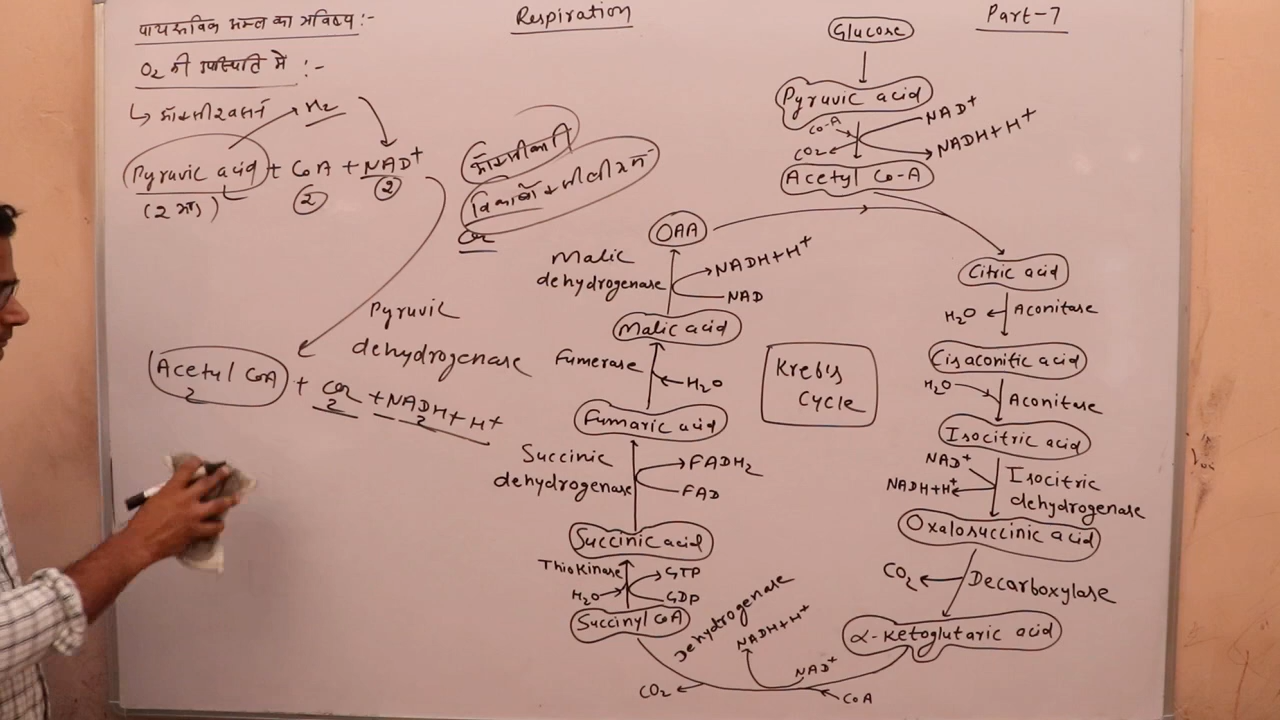 Respiration
Part-7
पायरूविक अम्ल का भविष्य :-
O₂ की उपस्थिति में :-
↳ ऑक्सीकरण
H₂
Pyruvic acid + CoA + NAD⁺
(2 अणु)
2
2
ऑक्सीकारी
विकार्बोक्सीलीकरण
Pyruvic
dehydrogenase
Acetyl CoA + CO₂ + NADH + H⁺
2
2
2
Glucose
Pyruvic acid
Co-A
NAD⁺
CO₂
NADH+H⁺
Acetyl Co-A
OAA
Citric acid
H₂O
Aconitase
Cisaconitic acid
H₂O
Aconitase
Isocitric acid
NAD⁺
NADH+H⁺
Isocitric
dehydrogenase
Oxalosuccinic acid
CO₂
Decarboxylase
α-Ketoglutaric acid
CoA
NAD⁺
NADH+H⁺
Dehydrogenase
CO₂
Succinyl CoA
Thiokinase
GTP
H₂O
GDP
Succinic acid
Succinic
dehydrogenase
FADH₂
FAD
Fumaric acid
Fumerase
H₂O
Malic acid
Malic
dehydrogenase
NADH+H⁺
NAD
Kreb's
Cycle